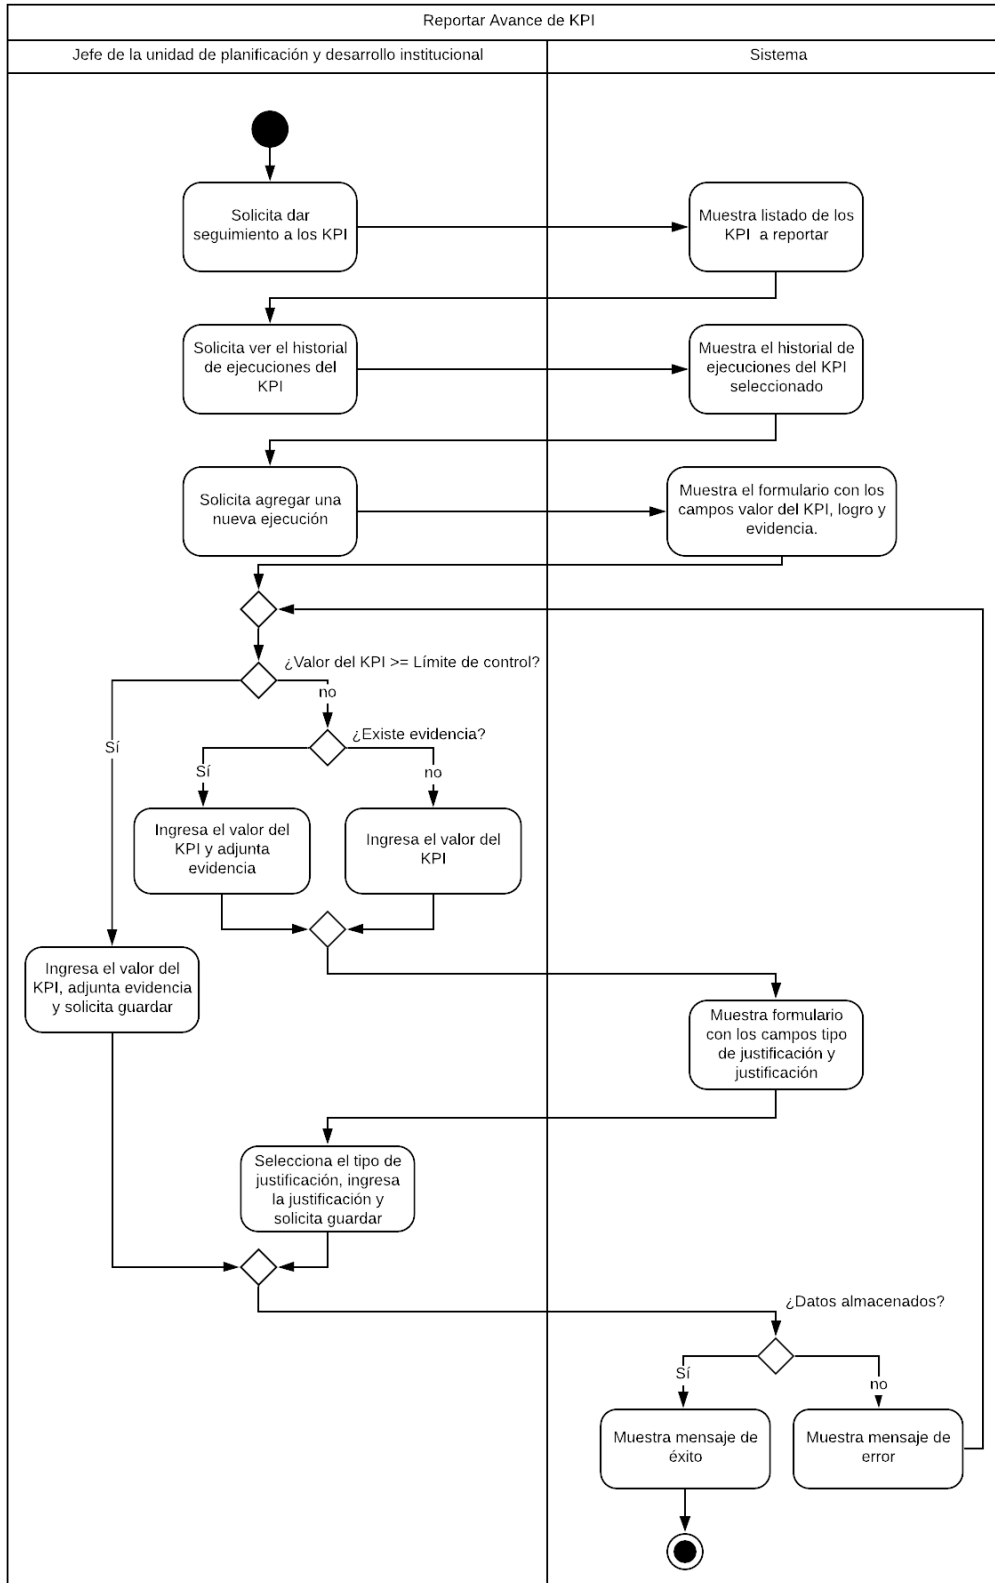 Reportar Avance de KPI
Jefe de la unidad de planificación y desarrollo institucional
Sistema
Solicita dar
seguimiento a los KPI
Muestra listado de los
KPI a reportar
Solicita ver el historial
de ejecuciones del
KPI
Muestra el historial de
ejecuciones del KPI
seleccionado
Solicita agregar una
nueva ejecución
Muestra el formulario con los
campos valor del KPI, logro y
evidencia.
¿Valor del KPI >= Límite de control?
no
Sí
¿Existe evidencia?
Sí
no
Ingresa el valor del
KPI y adjunta
evidencia
Ingresa el valor del
KPI
Ingresa el valor del
KPI, adjunta evidencia
y solicita guardar
Muestra formulario
con los campos tipo
de justificación y
justificación
Selecciona el tipo de
justificación, ingresa
la justificación y
solicita guardar
¿Datos almacenados?
Sí
no
Muestra mensaje de
éxito
Muestra mensaje de
error